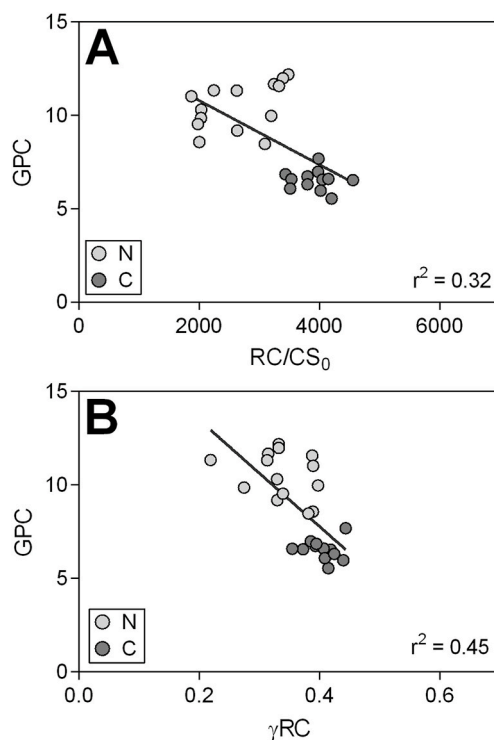 A
15
10
5
0
GPC
N
C
r² = 0.32
0 2000 4000 6000
RC/CS₀
B
15
10
5
0
GPC
N
C
r² = 0.45
0.0 0.2 0.4 0.6
γRC